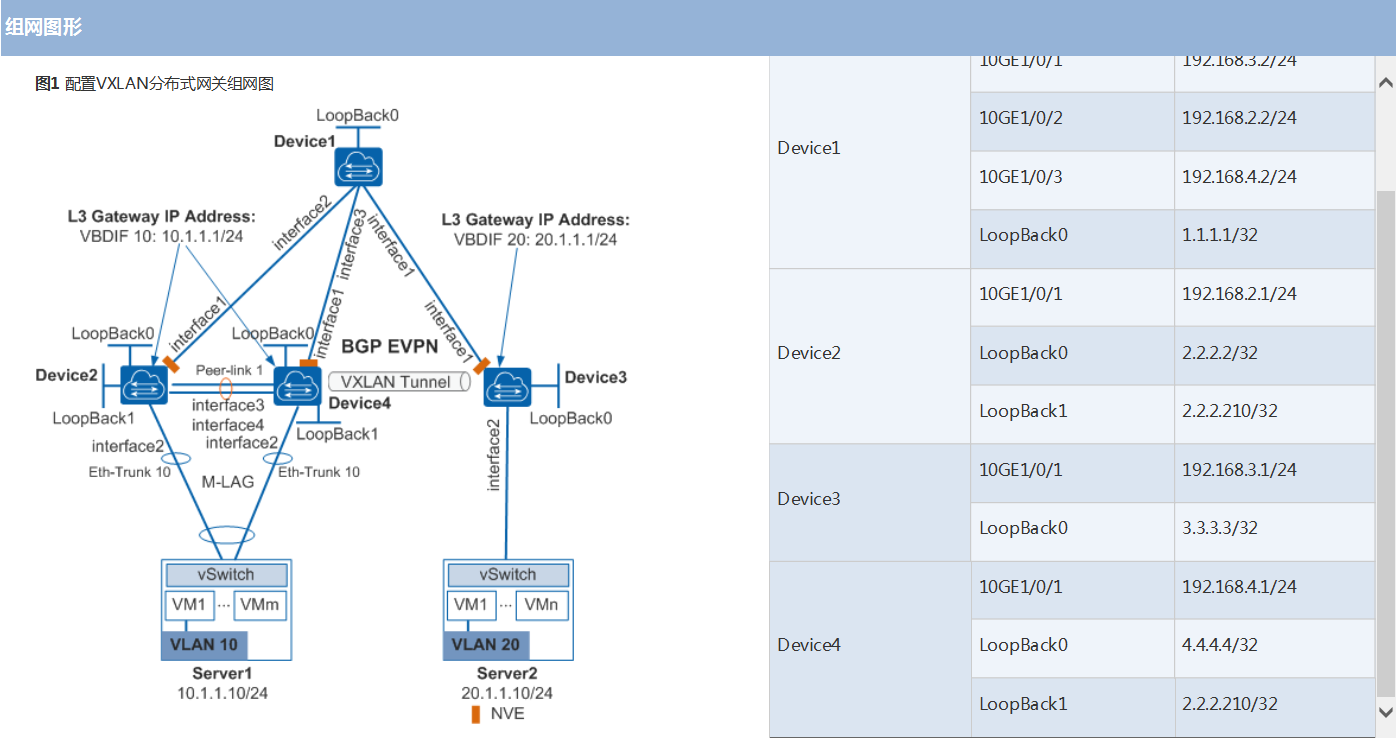 组网图形
图1 配置VXLAN分布式网关组网图
LoopBack0
Device1
L3 Gateway IP Address:
VBDIF 10: 10.1.1.1/24
L3 Gateway IP Address:
VBDIF 20: 20.1.1.1/24
interface2
interface3
interface1
interface1
interface1
interface1
LoopBack0
LoopBack0
BGP EVPN
Device2
Peer-link 1
VXLAN Tunnel
Device3
interface3
Device4
LoopBack1
interface4
LoopBack0
interface2
interface2
LoopBack1
interface2
Eth-Trunk 10
Eth-Trunk 10
M-LAG
vSwitch
VM1 ... VMm
VLAN 10
Server1
10.1.1.10/24
vSwitch
VM1 ... VMn
VLAN 20
Server2
20.1.1.10/24
NVE
Device1
10GE1/0/1 192.168.3.2/24
10GE1/0/2 192.168.2.2/24
10GE1/0/3 192.168.4.2/24
LoopBack0 1.1.1.1/32
Device2
10GE1/0/1 192.168.2.1/24
LoopBack0 2.2.2.2/32
LoopBack1 2.2.2.210/32
Device3
10GE1/0/1 192.168.3.1/24
LoopBack0 3.3.3.3/32
Device4
10GE1/0/1 192.168.4.1/24
LoopBack0 4.4.4.4/32
LoopBack1 2.2.2.210/32